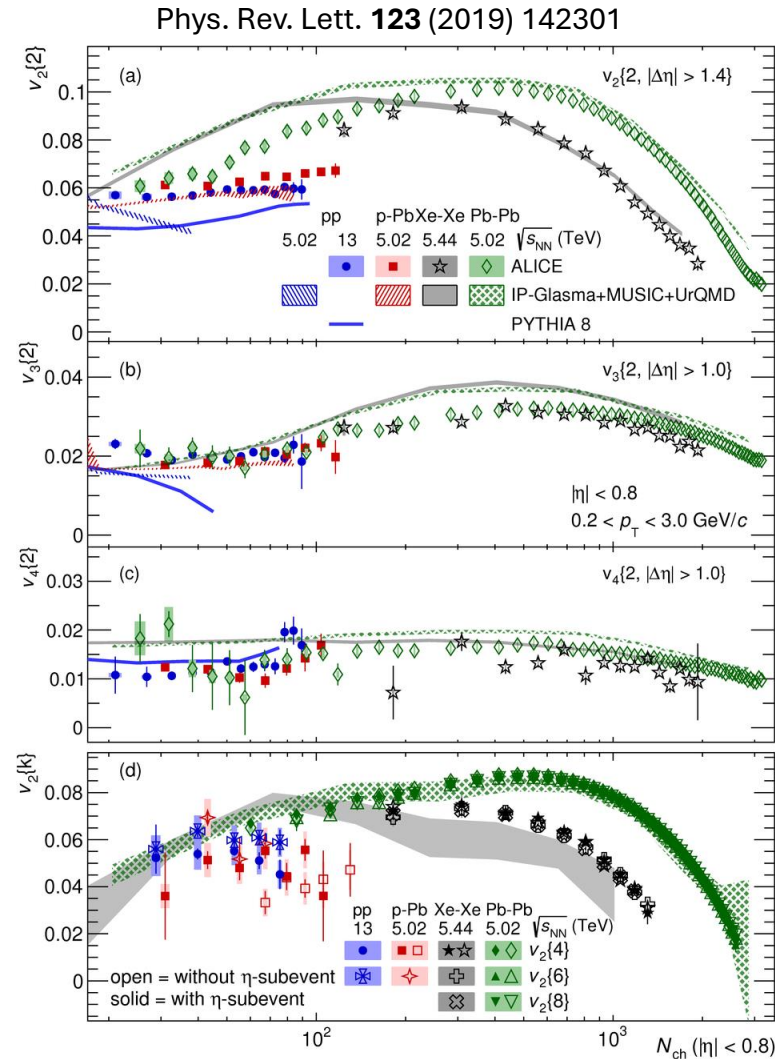 Phys. Rev. Lett. 123 (2019) 142301
v2{2}
(a)
v2{2, |Δη| > 1.4}
0.1
0.08
0.06
0.04
0.02
0
pp p-Pb Xe-Xe Pb-Pb
5.02 13 5.02 5.44 5.02 √sNN (TeV)
ALICE
IP-Glasma+MUSIC+UrQMD
PYTHIA 8
v3{2}
(b)
v3{2, |Δη| > 1.0}
0.04
0.02
0
|η| < 0.8
0.2 < pT < 3.0 GeV/c
v4{2}
(c)
v4{2, |Δη| > 1.0}
0.03
0.02
0.01
0
v2{k}
(d)
0.08
0.06
0.04
0.02
0
pp p-Pb Xe-Xe Pb-Pb
13 5.02 5.44 5.02 √sNN (TeV)
v2{4}
v2{6}
v2{8}
open = without η-subevent
solid = with η-subevent
10² 10³
Nch (|η| < 0.8)